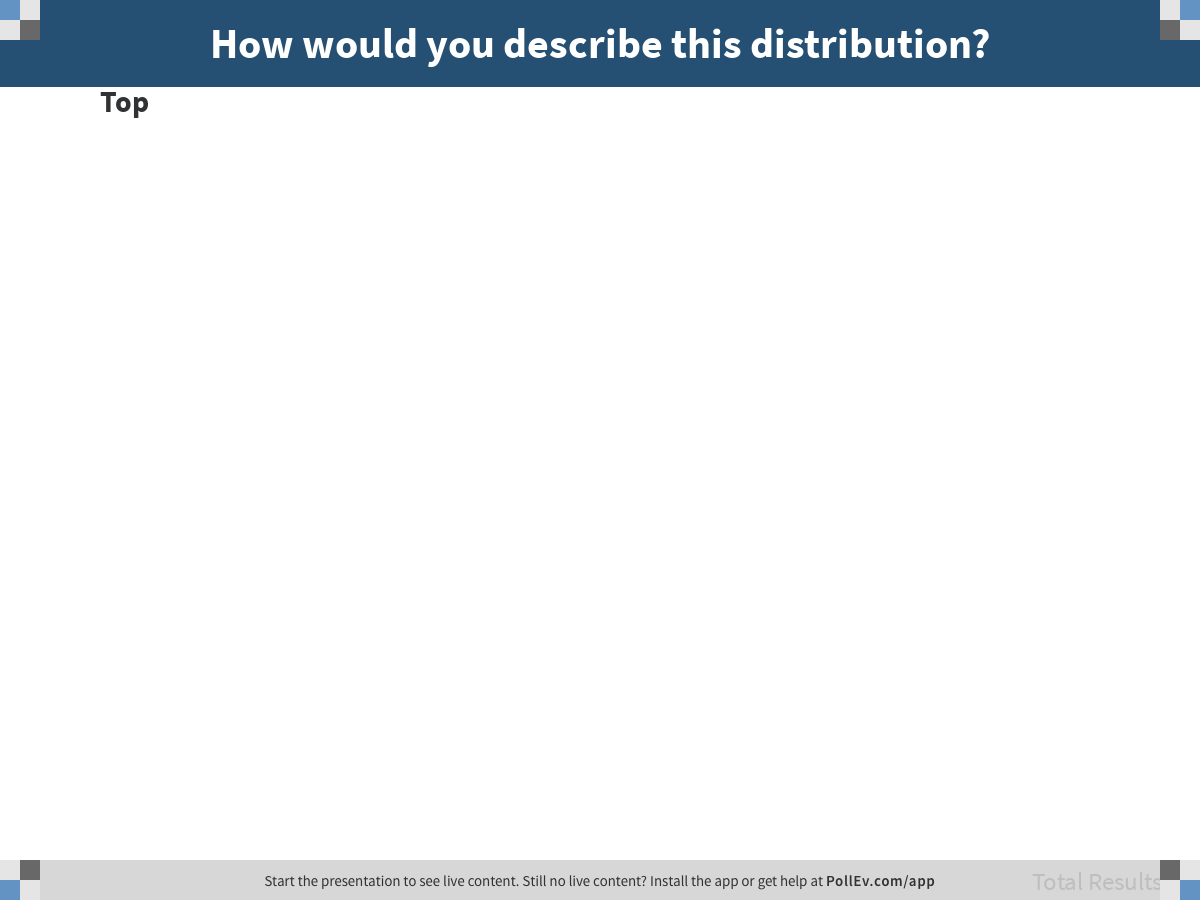 How would you describe this distribution?
Top
Start the presentation to see live content. Still no live content? Install the app or get help at PollEv.com/app
Total Results